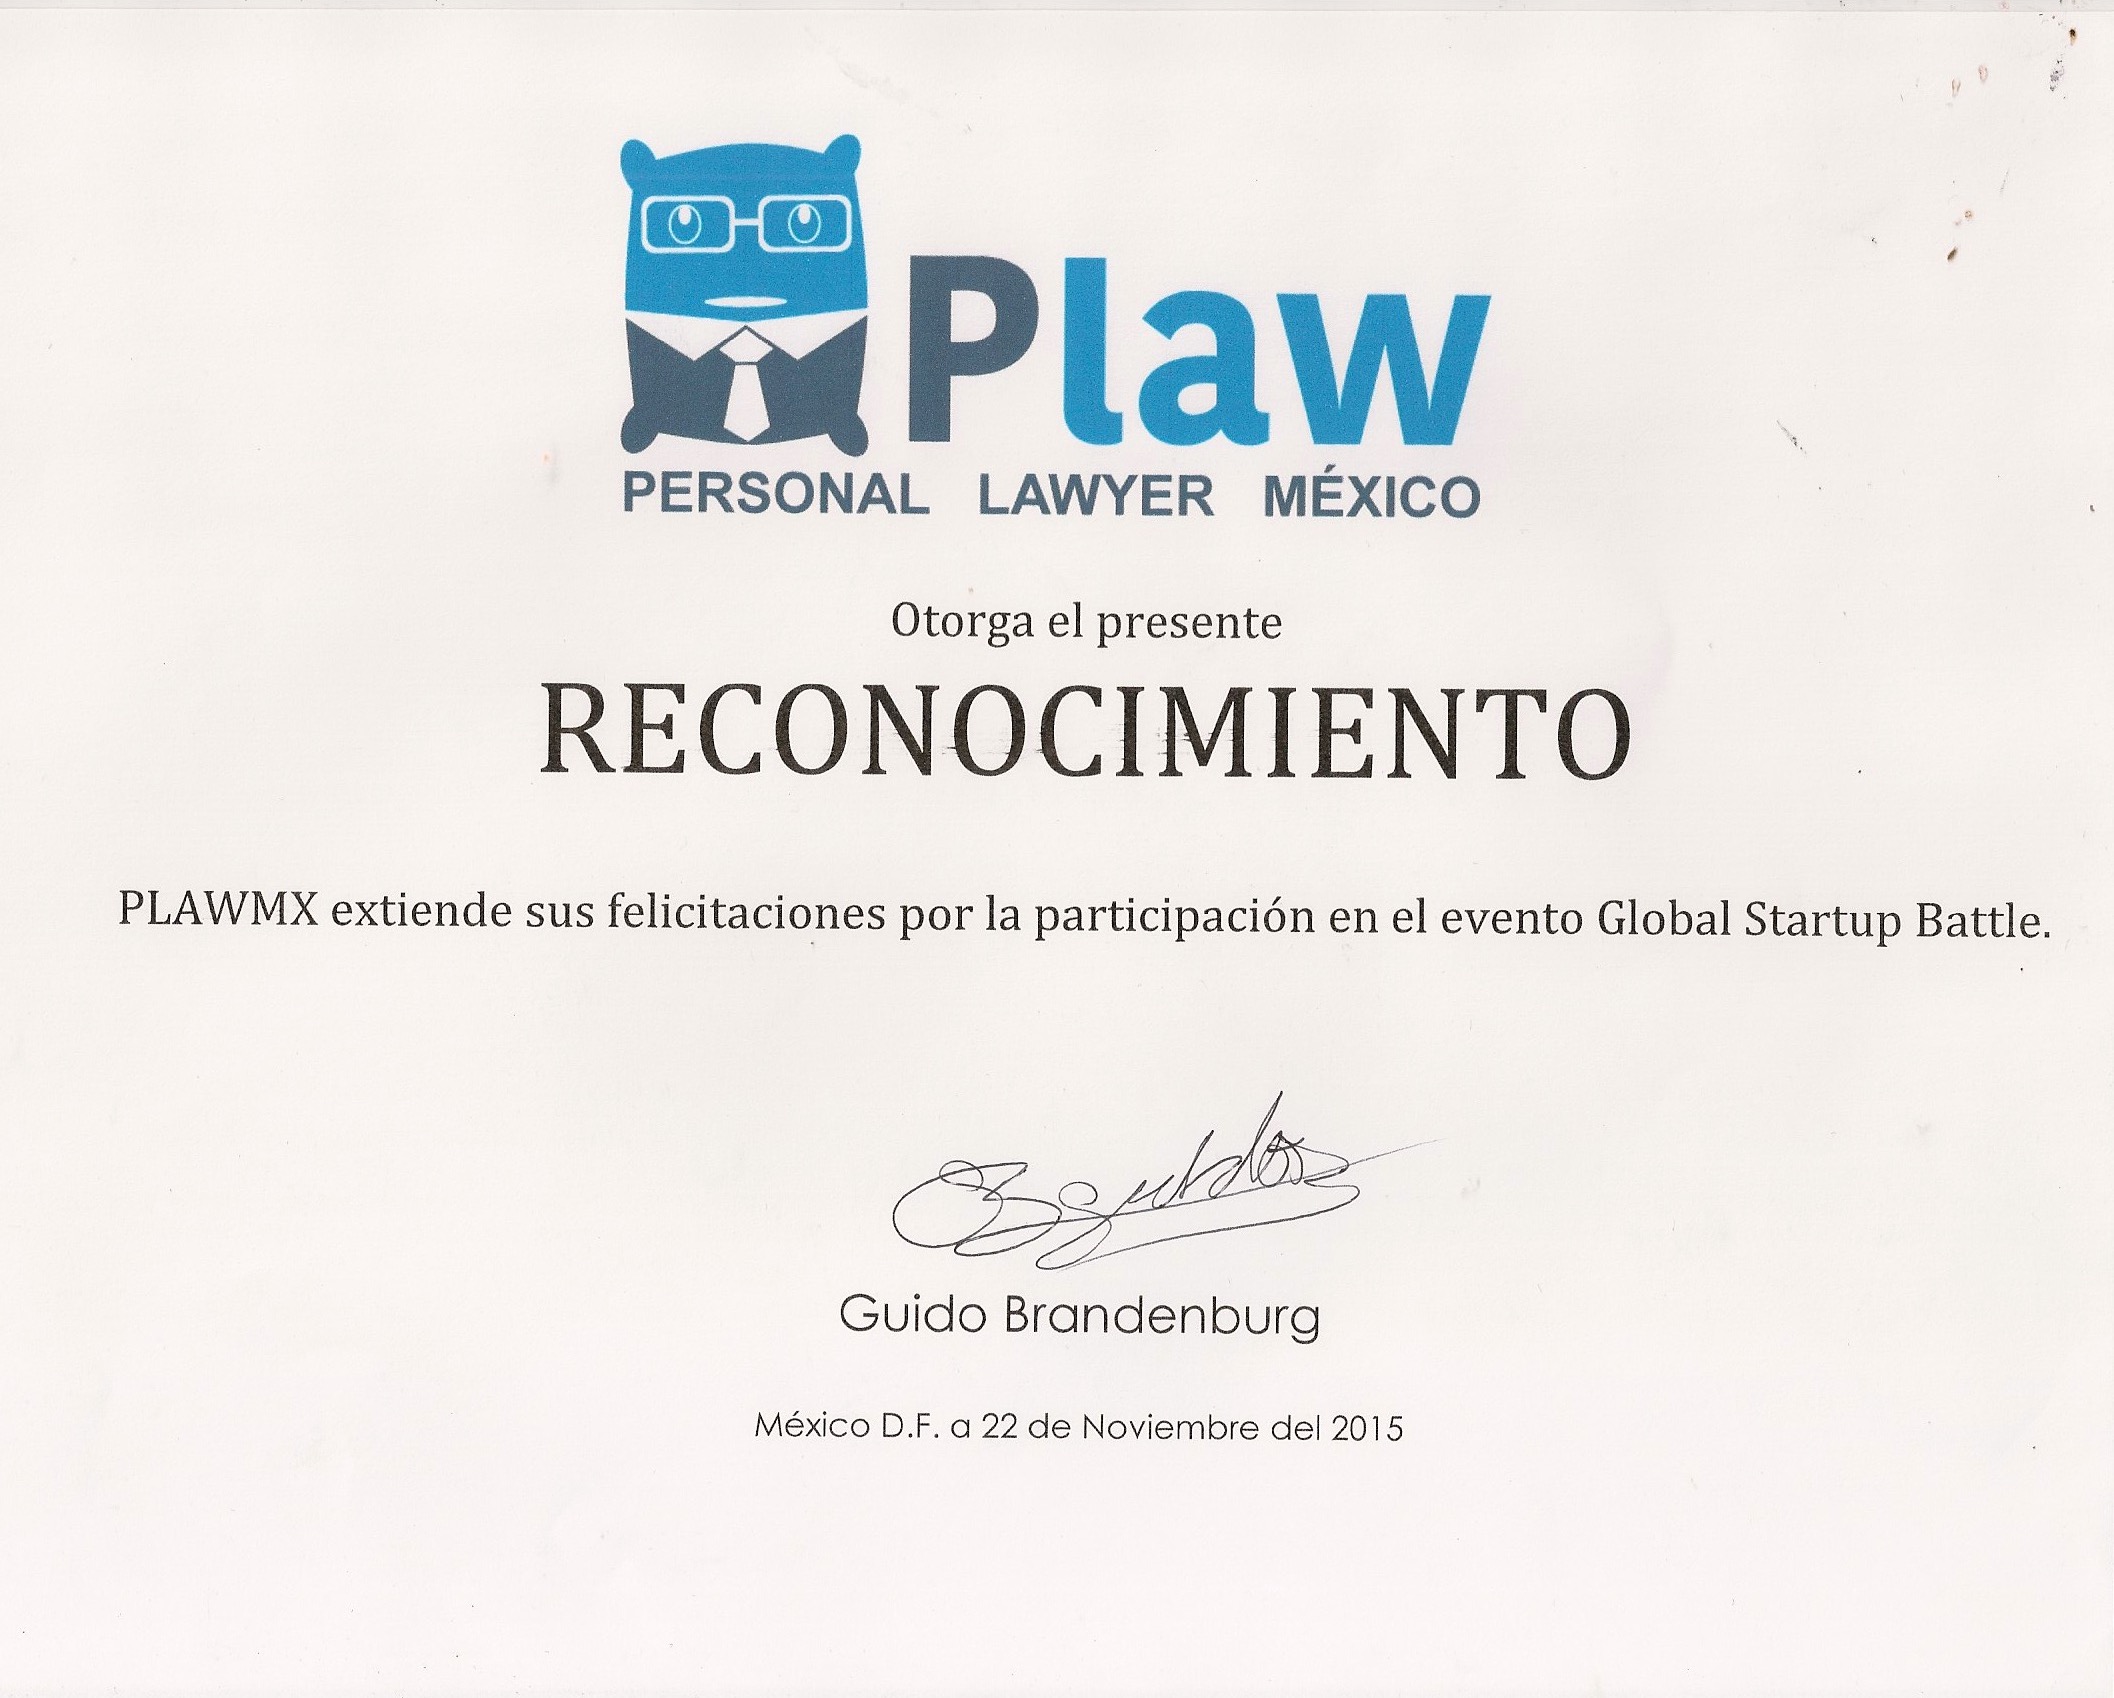 Plaw
PERSONAL LAWYER MÉXICO
Otorga el presente
RECONOCIMIENTO
PLAWMX extiende sus felicitaciones por la participación en el evento Global Startup Battle.
Guido Brandenburg
México D.F. a 22 de Noviembre del 2015